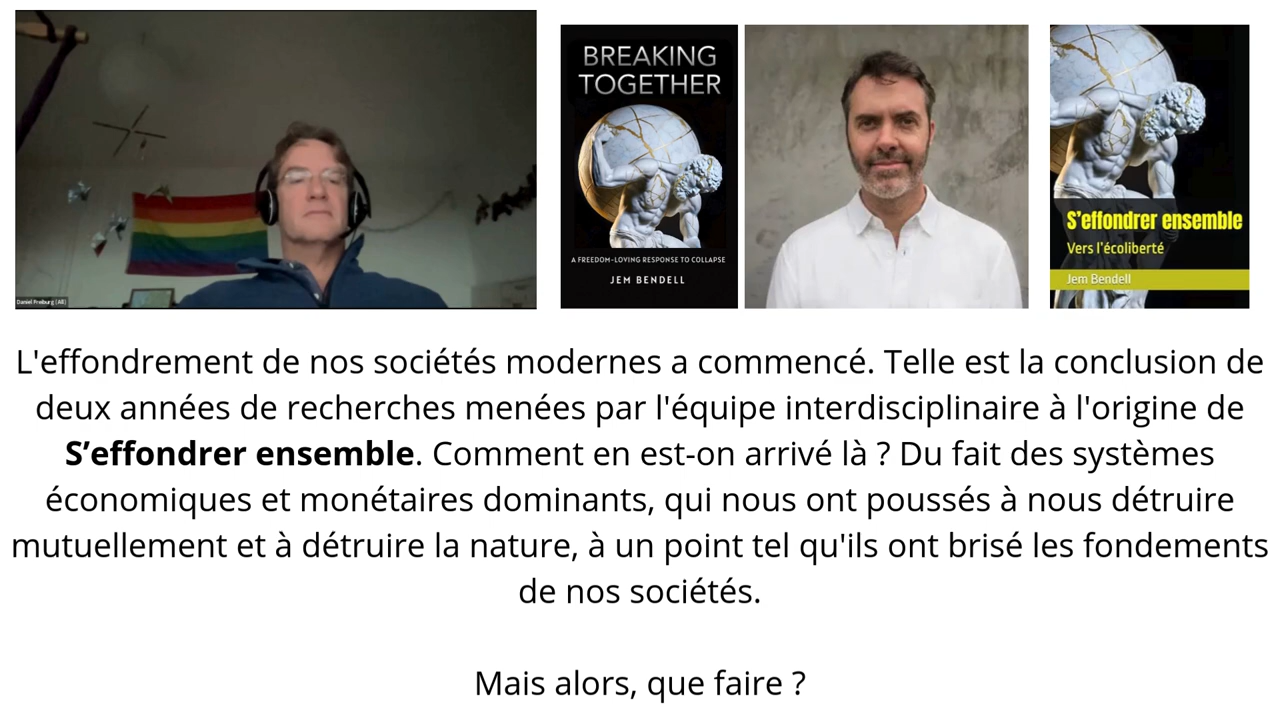 BREAKING
TOGETHER
A FREEDOM-LOVING RESPONSE TO COLLAPSE
JEM BENDELL
S'effondrer ensemble
Vers l'écoliberté
Jem Bendell
Daniel Freiburg (All)
L'effondrement de nos sociétés modernes a commencé. Telle est la conclusion de
deux années de recherches menées par l'équipe interdisciplinaire à l'origine de
S’effondrer ensemble. Comment en est-on arrivé là ? Du fait des systèmes
économiques et monétaires dominants, qui nous ont poussés à nous détruire
mutuellement et à détruire la nature, à un point tel qu'ils ont brisé les fondements
de nos sociétés.
Mais alors, que faire ?